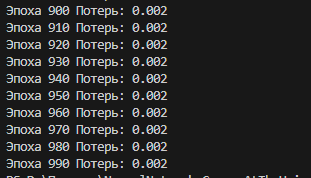 Эпоха 900 Потерь: 0.002
Эпоха 910 Потерь: 0.002
Эпоха 920 Потерь: 0.002
Эпоха 930 Потерь: 0.002
Эпоха 940 Потерь: 0.002
Эпоха 950 Потерь: 0.002
Эпоха 960 Потерь: 0.002
Эпоха 970 Потерь: 0.002
Эпоха 980 Потерь: 0.002
Эпоха 990 Потерь: 0.002